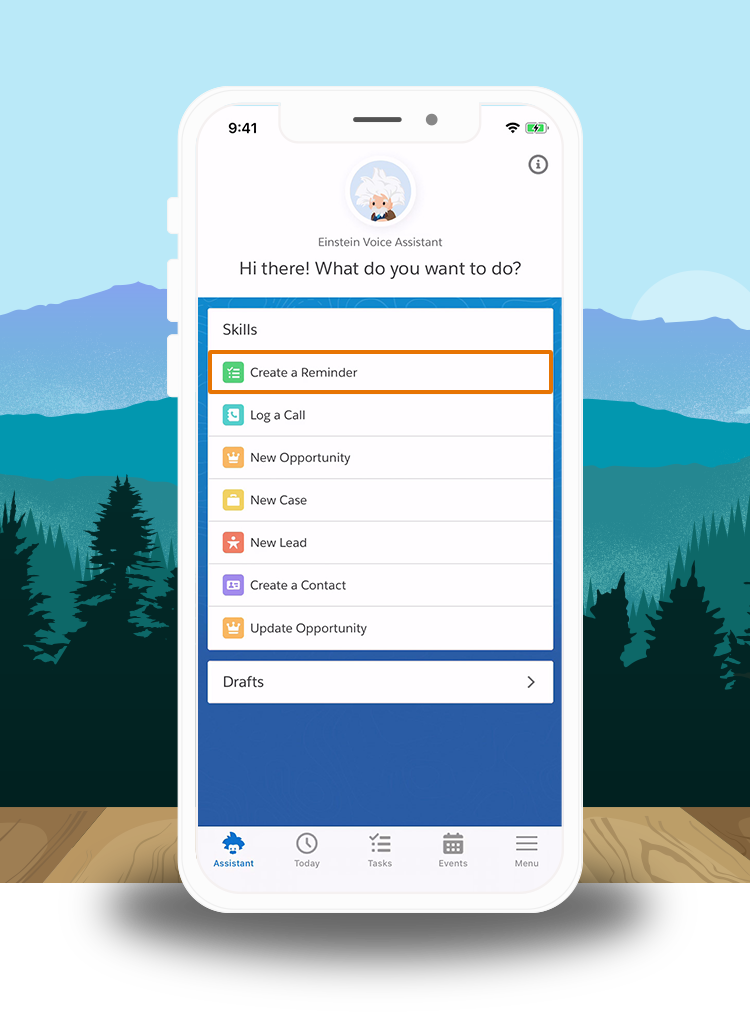 9:41
Einstein Voice Assistant
Hi there! What do you want to do?
Skills
Create a Reminder
Log a Call
New Opportunity
New Case
New Lead
Create a Contact
Update Opportunity
Drafts
Assistant
Today
Tasks
Events
Menu